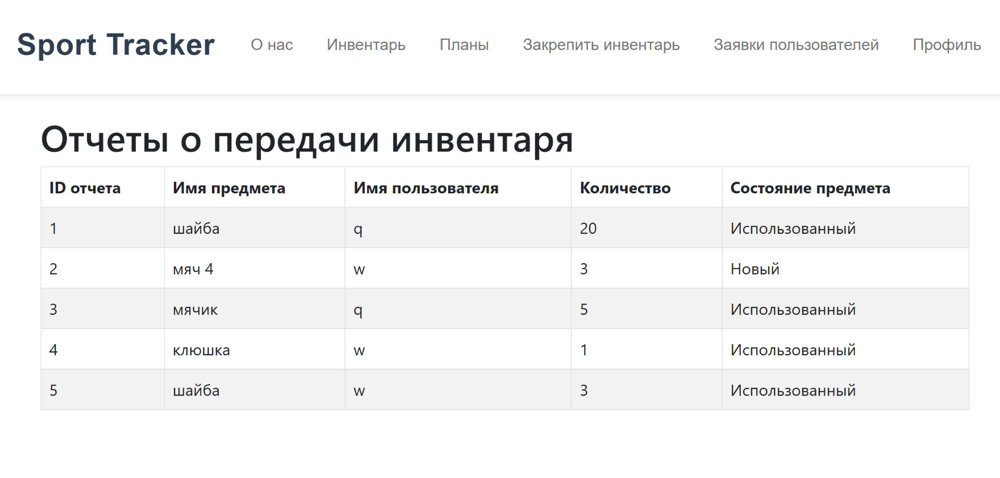 Sport Tracker О нас Инвентарь Планы Закрепить инвентарь Заявки пользователей Профиль
Отчеты о передачи инвентаря
ID отчета Имя предмета Имя пользователя Количество Состояние предмета
1 шайба q 20 Использованный
2 мяч 4 w 3 Новый
3 мячик q 5 Использованный
4 клюшка w 1 Использованный
5 шайба w 3 Использованный